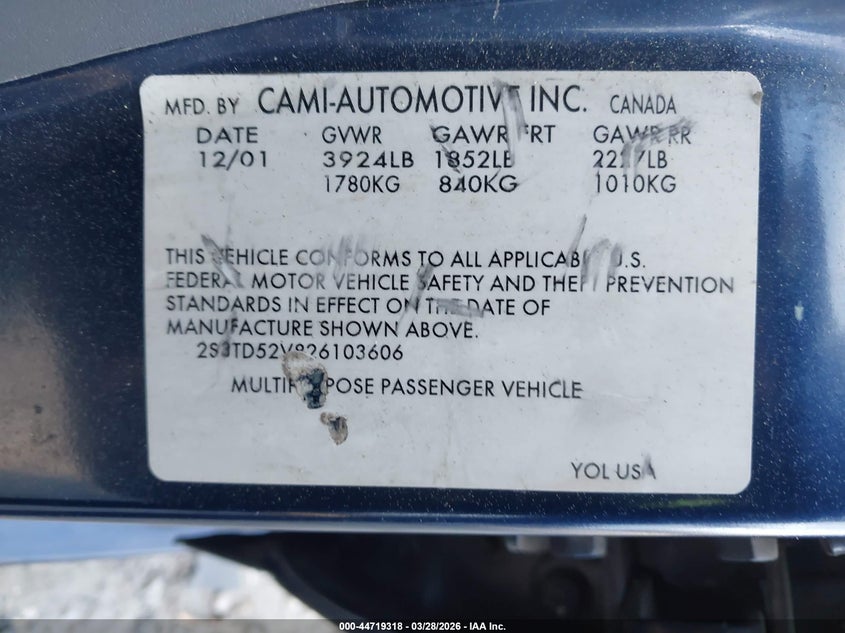 MFD. BY CAMI-AUTOMOTIVE INC. CANADA
DATE GVWR GAWR FRT GAWR RR
12/01 3924LB 1852LB 2227LB
1780KG 840KG 1010KG
THIS VEHICLE CONFORMS TO ALL APPLICABLE U.S.
FEDERAL MOTOR VEHICLE SAFETY AND THEFT PREVENTION
STANDARDS IN EFFECT ON THE DATE OF
MANUFACTURE SHOWN ABOVE.
2S3TD52V826103606
MULTIPURPOSE PASSENGER VEHICLE
YOL USA
000-44719318 - 03/28/2026 - IAA Inc.